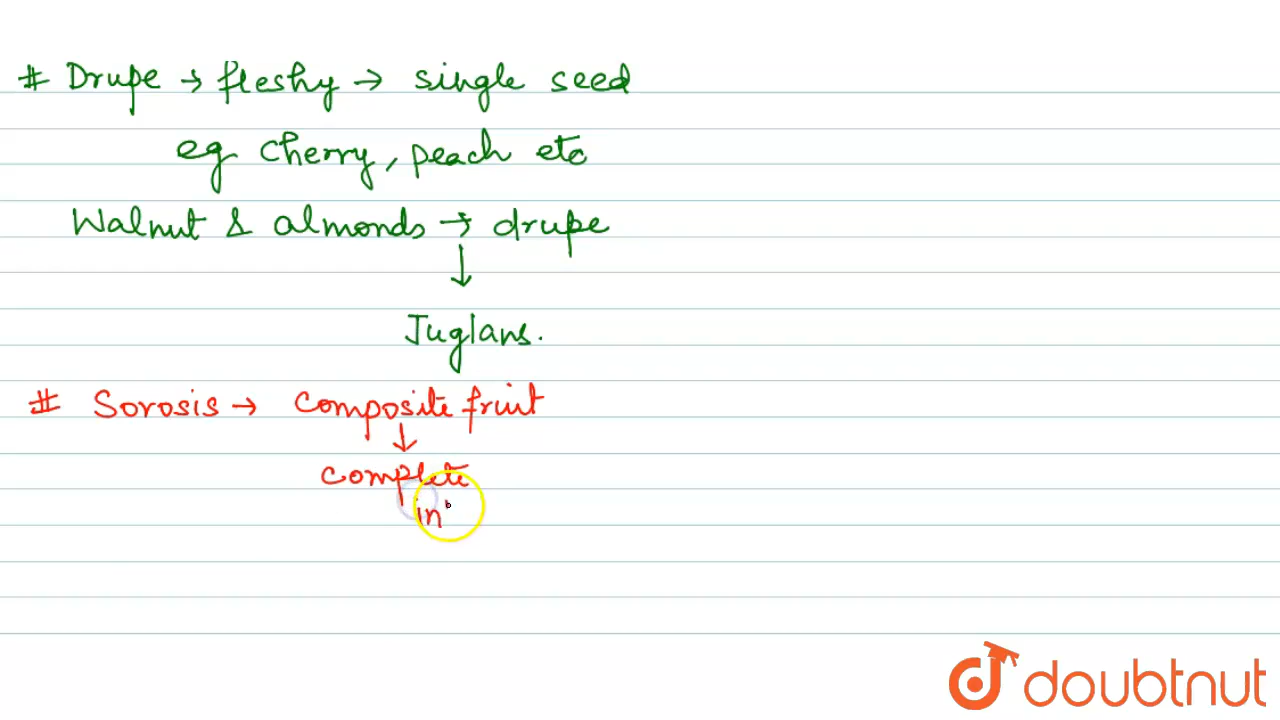 # Drupe → fleshy → single seed
eg Cherry, peach etc
Walnut & almonds → drupe
↓
Juglans.
# Sorosis → Composite fruit
↓
Complete
in
doubtnut